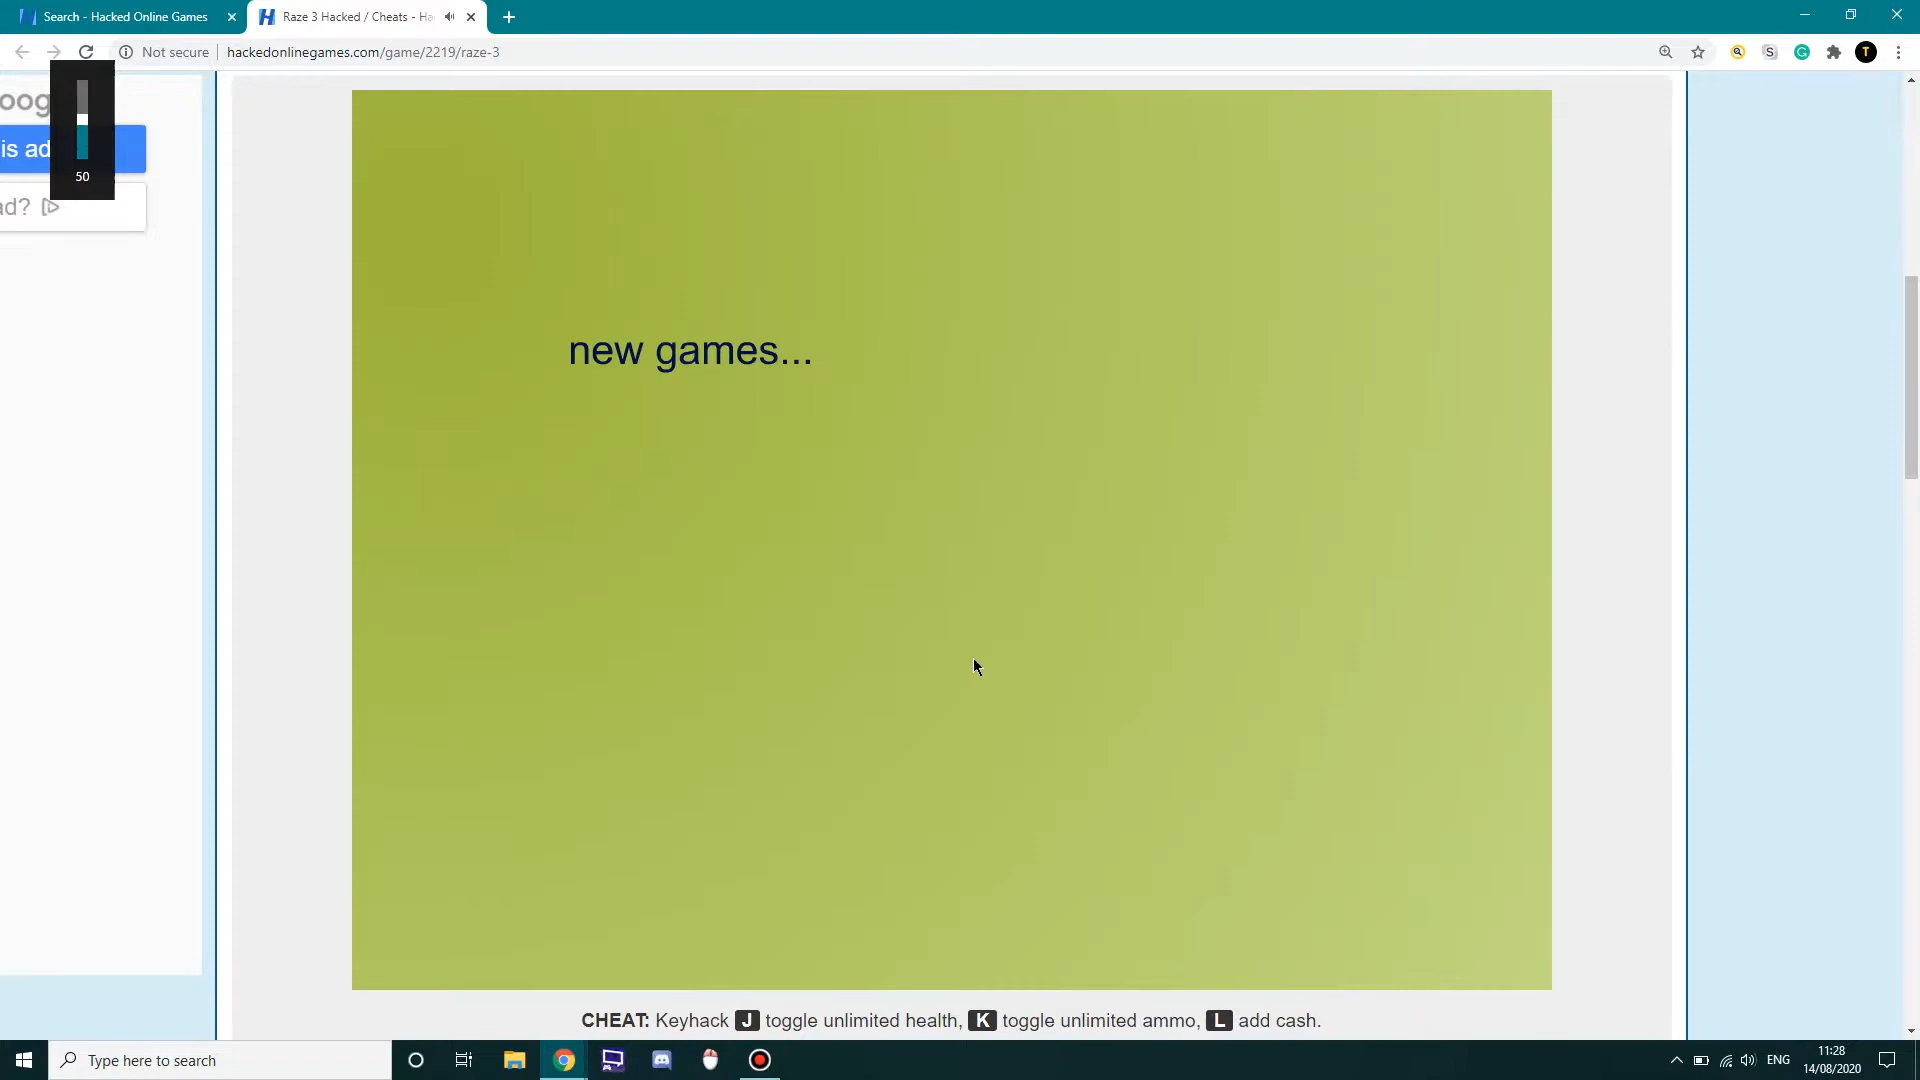 Search - Hacked Online Games
Raze 3 Hacked / Cheats - Ha
Not secure
hackedonlinegames.com/game/2219/raze-3
T
S
oog
is ad
50
ad?
new games...
CHEAT: Keyhack J toggle unlimited health, K toggle unlimited ammo, L add cash.
Type here to search
ENG
11:28
14/08/2020